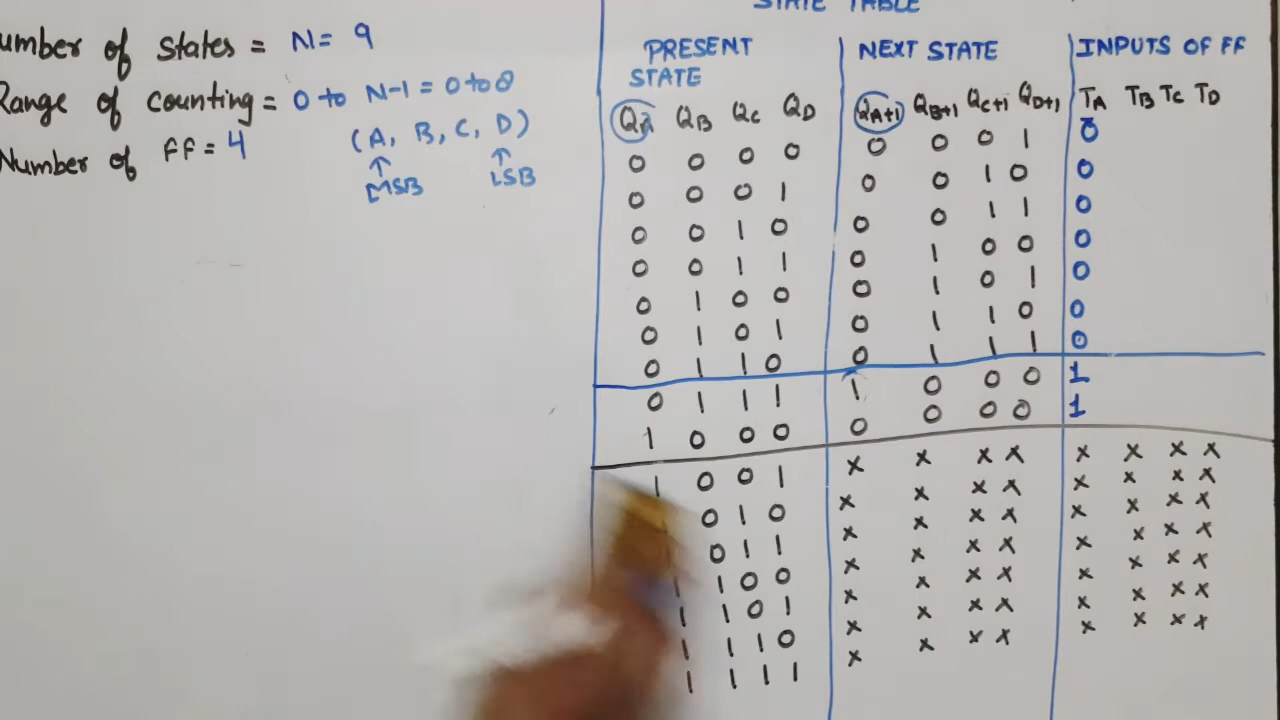 STATE TABLE
umber of states = N= 9
Range of counting = 0 to N-1 = 0 to 8
Number of FF = 4 (A, B, C, D)
MSB LSB
PRESENT STATE NEXT STATE INPUTS OF FF
QA QB QC QD QA+1 QB+1 QC+1 QD+1 TA TB TC TD
0 0 0 0 0 0 0 1 0
0 0 0 1 0 0 1 0 0
0 0 1 0 0 0 1 1 0
0 0 1 1 0 1 0 0 0
0 1 0 0 0 1 0 1 0
0 1 0 1 0 1 1 0 0
0 1 1 0 0 1 1 1 0
0 1 1 1 1 0 0 0 1
1 0 0 0 0 0 0 0 1
1 0 0 1 x x x x x x x x
0 1 0 x x x x x x x x
0 1 1 x x x x x x x x
1 0 0 x x x x x x x x
1 1 0 1 x x x x x x x x
1 1 1 0 x x x x x x x x
1 1 1 1 x x x x x x x x